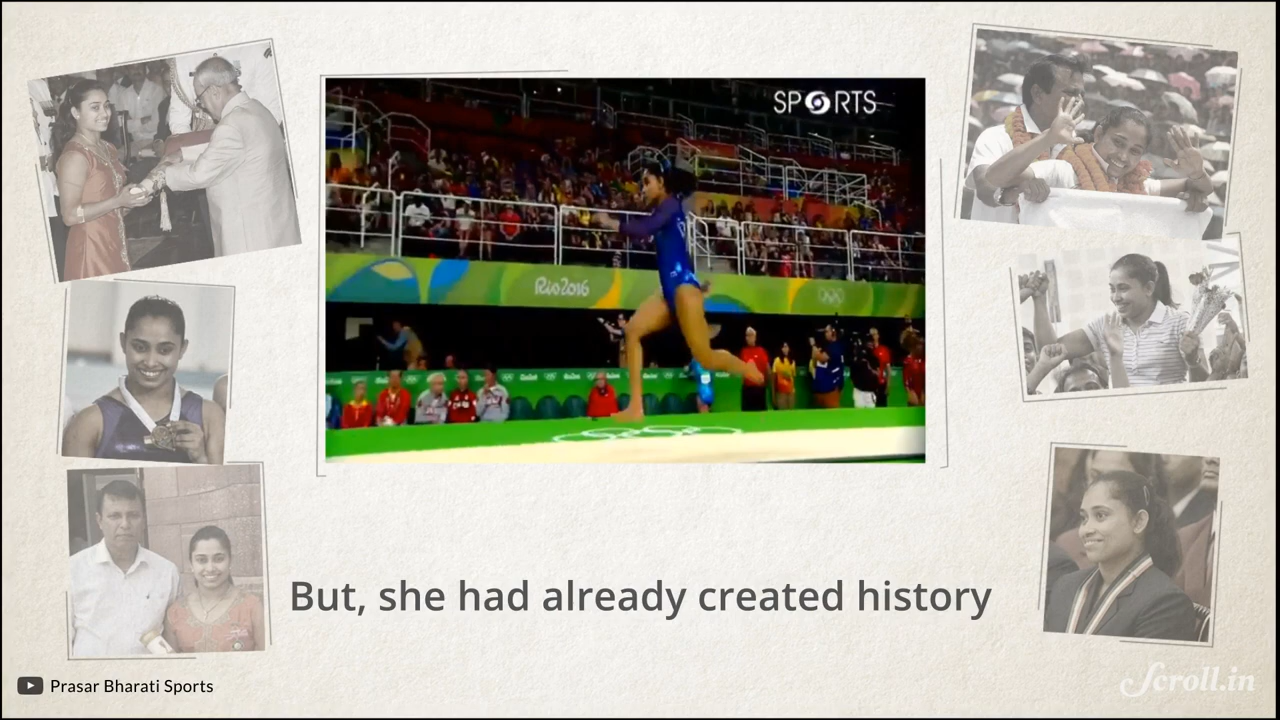 SPORTS
Rio2016
But, she had already created history
Prasar Bharati Sports
Scroll.in